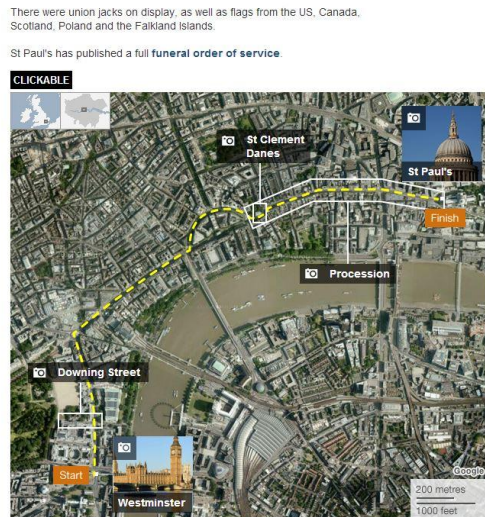 There were union jacks on display, as well as flags from the US, Canada,
Scotland, Poland and the Falkland Islands.
St Paul's has published a full funeral order of service.
CLICKABLE
St Clement
Danes
St Paul's
Finish
Procession
Downing Street
Start
Westminster
Google
200 metres
1000 feet